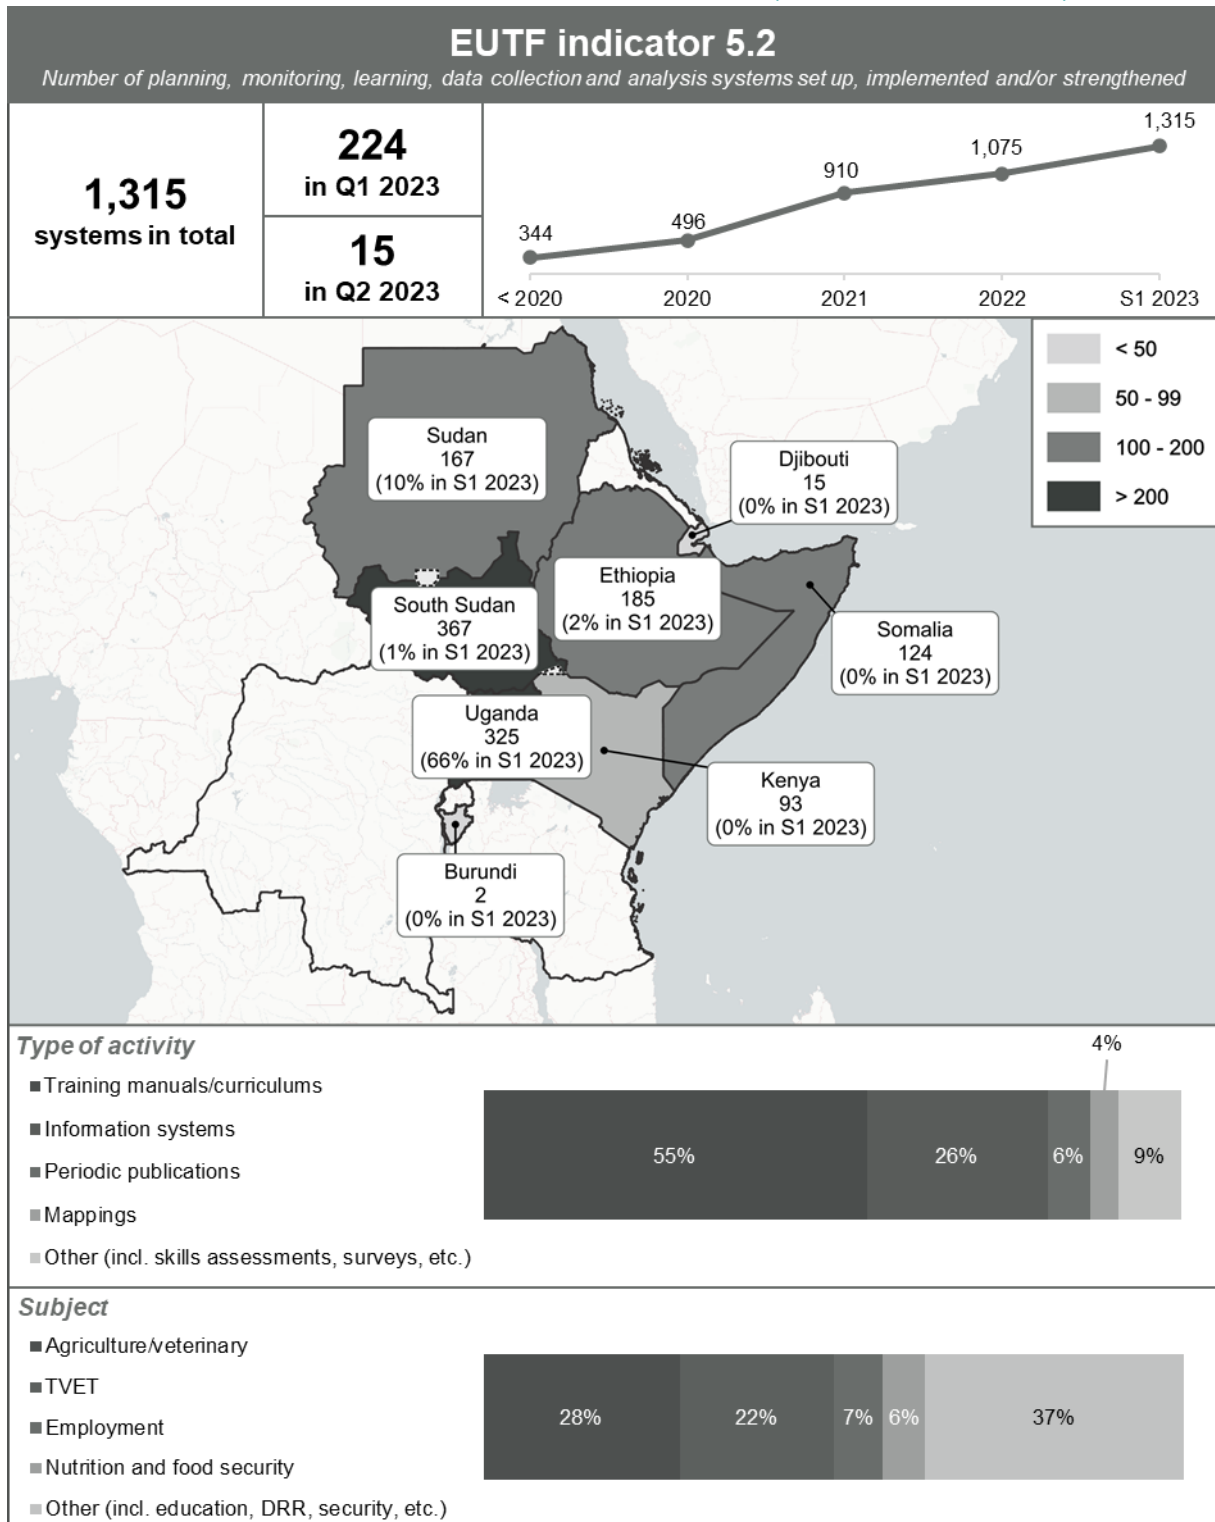 EUTF indicator 5.2
Number of planning, monitoring, learning, data collection and analysis systems set up, implemented and/or strengthened
1,315
systems in total
224
in Q1 2023
15
in Q2 2023
344
496
910
1,075
1,315
< 2020
2020
2021
2022
S1 2023
< 50
50 - 99
100 - 200
> 200
Sudan
167
(10% in S1 2023)
Djibouti
15
(0% in S1 2023)
Ethiopia
185
(2% in S1 2023)
South Sudan
367
(1% in S1 2023)
Somalia
124
(0% in S1 2023)
Uganda
325
(66% in S1 2023)
Kenya
93
(0% in S1 2023)
Burundi
2
(0% in S1 2023)
Type of activity
Training manuals/curriculums
Information systems
Periodic publications
Mappings
Other (incl. skills assessments, surveys, etc.)
55%
26%
6%
4%
9%
Subject
Agriculture/veterinary
TVET
Employment
Nutrition and food security
Other (incl. education, DRR, security, etc.)
28%
22%
7%
6%
37%